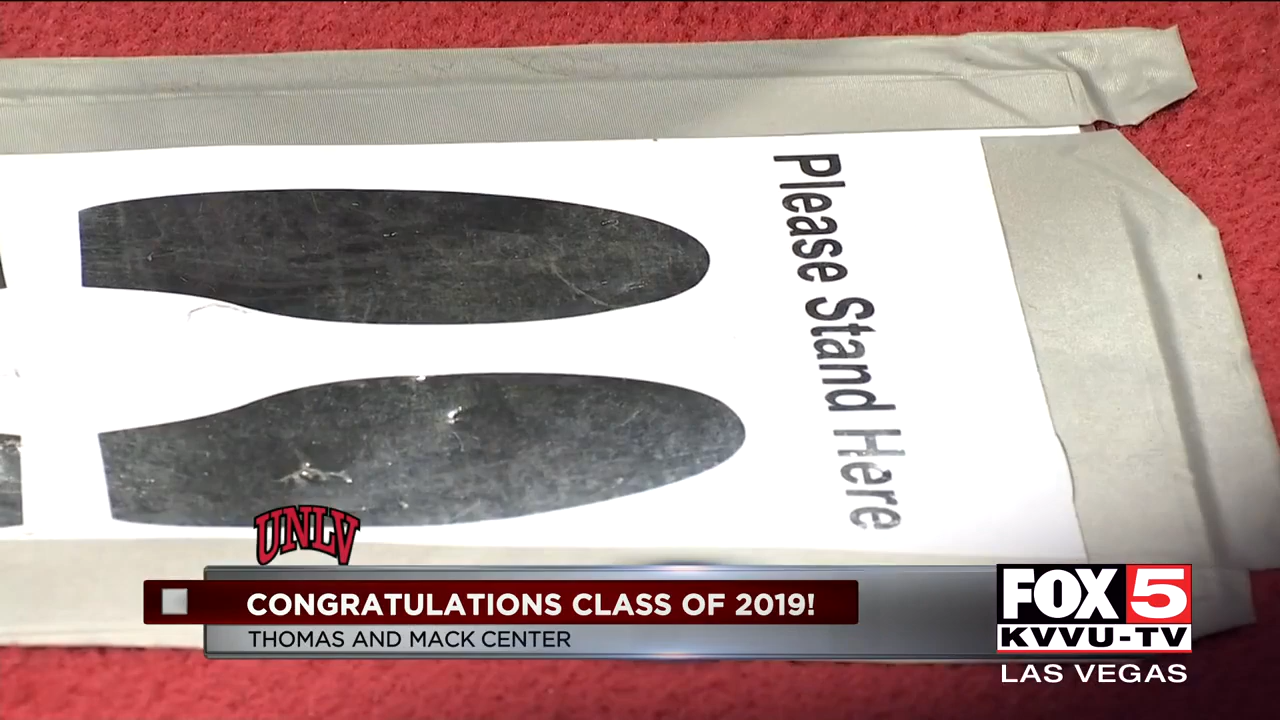 Please Stand Here
UNLV
CONGRATULATIONS CLASS OF 2019!
THOMAS AND MACK CENTER
FOX 5
KVVU-TV
LAS VEGAS